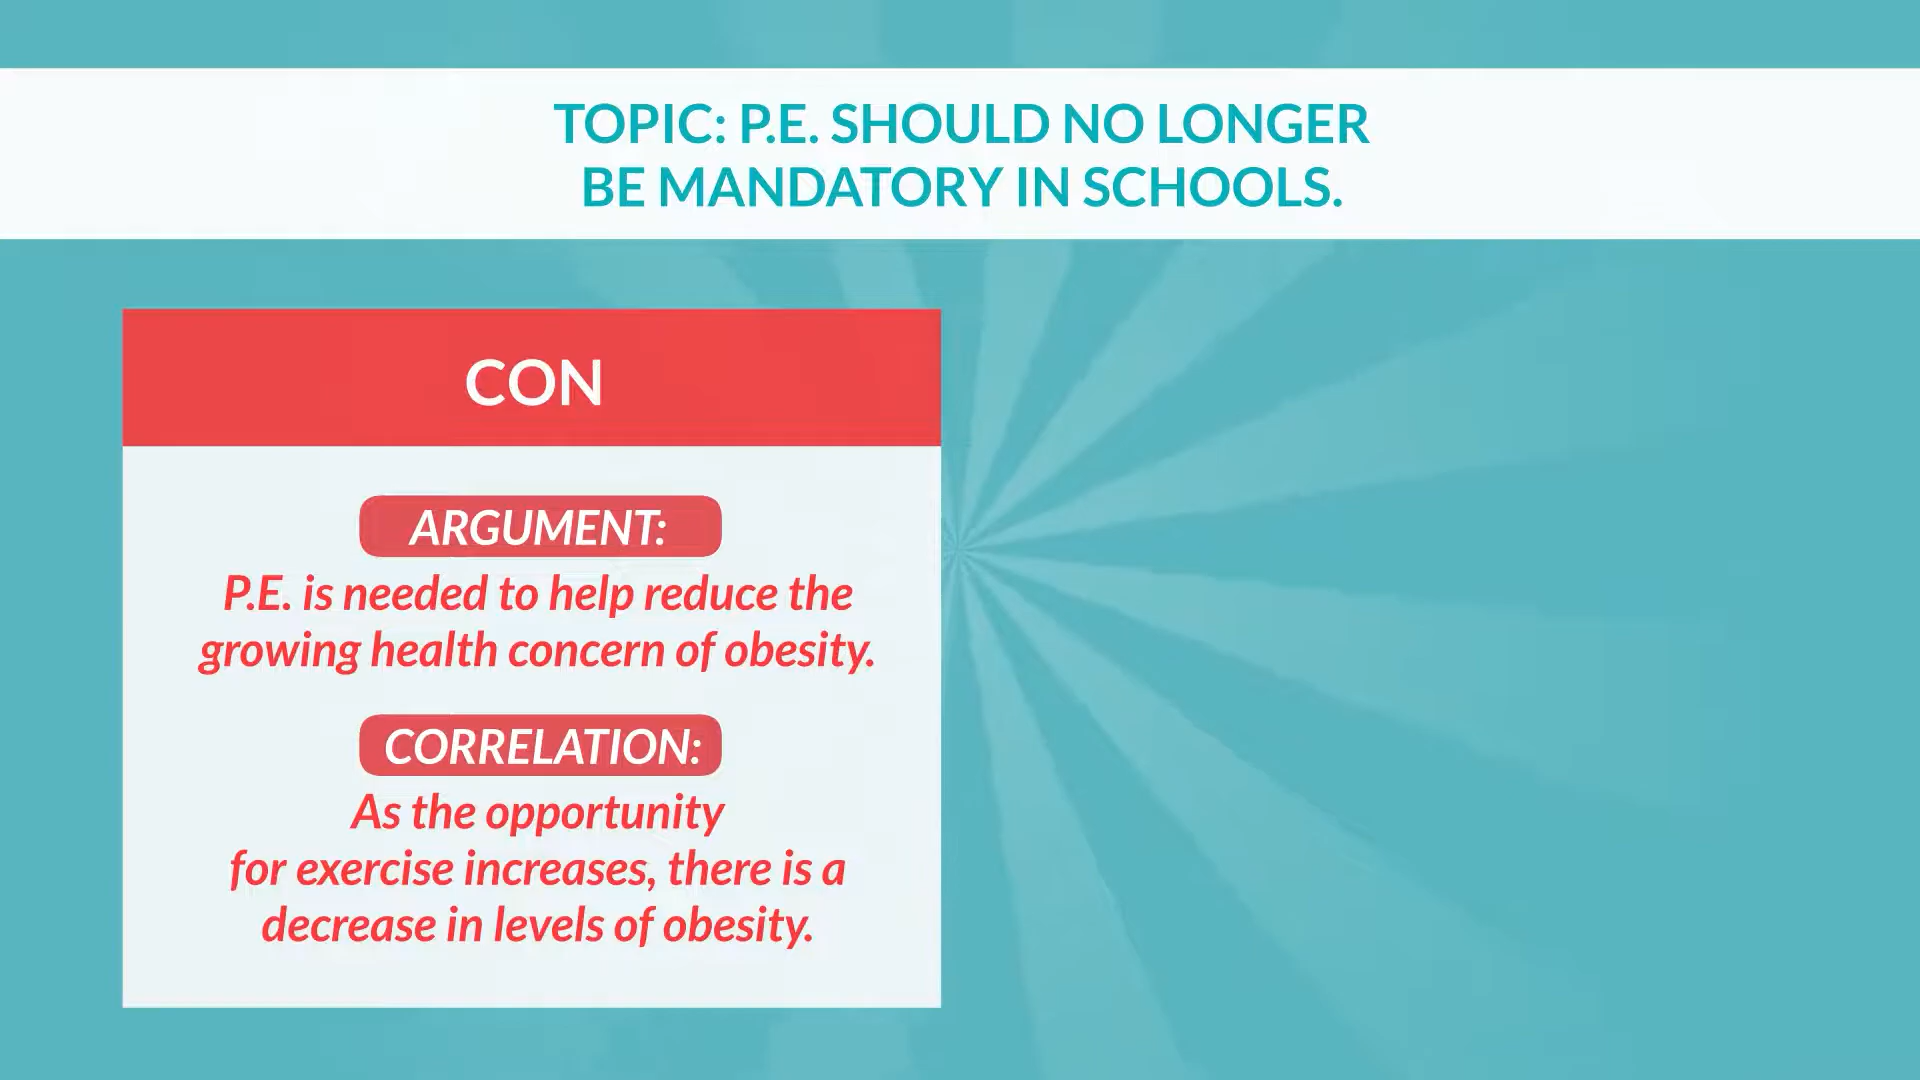 TOPIC: P.E. SHOULD NO LONGER
BE MANDATORY IN SCHOOLS.
CON
ARGUMENT:
P.E. is needed to help reduce the
growing health concern of obesity.
CORRELATION:
As the opportunity
for exercise increases, there is a
decrease in levels of obesity.